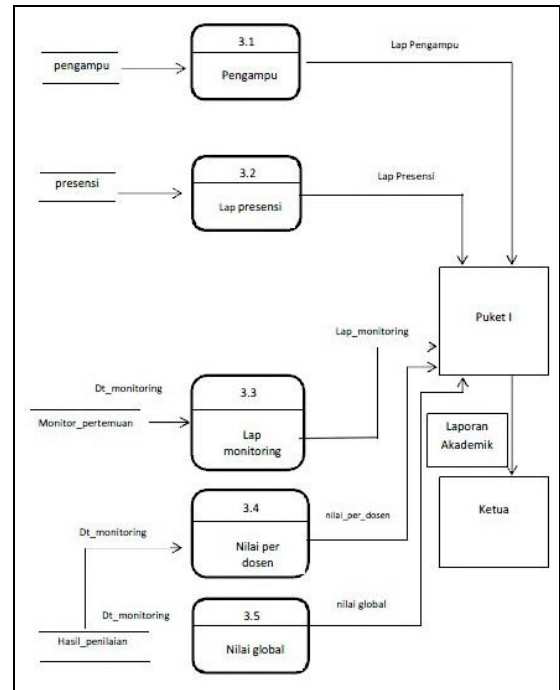 3.1
Lap Pengampu
pengampu
Pengampu
3.2
presensi
Lap Presensi
Lap presensi
Puket I
Lap_monitoring
Dt_monitoring
3.3
Monitor_pertemuan
Lap
monitoring
Laporan
Akademik
3.4
nilai_per_dosen
Ketua
Dt_monitoring
Nilai per
dosen
Dt_monitoring
3.5
nilai global
Hasil_penilaian
Nilai global